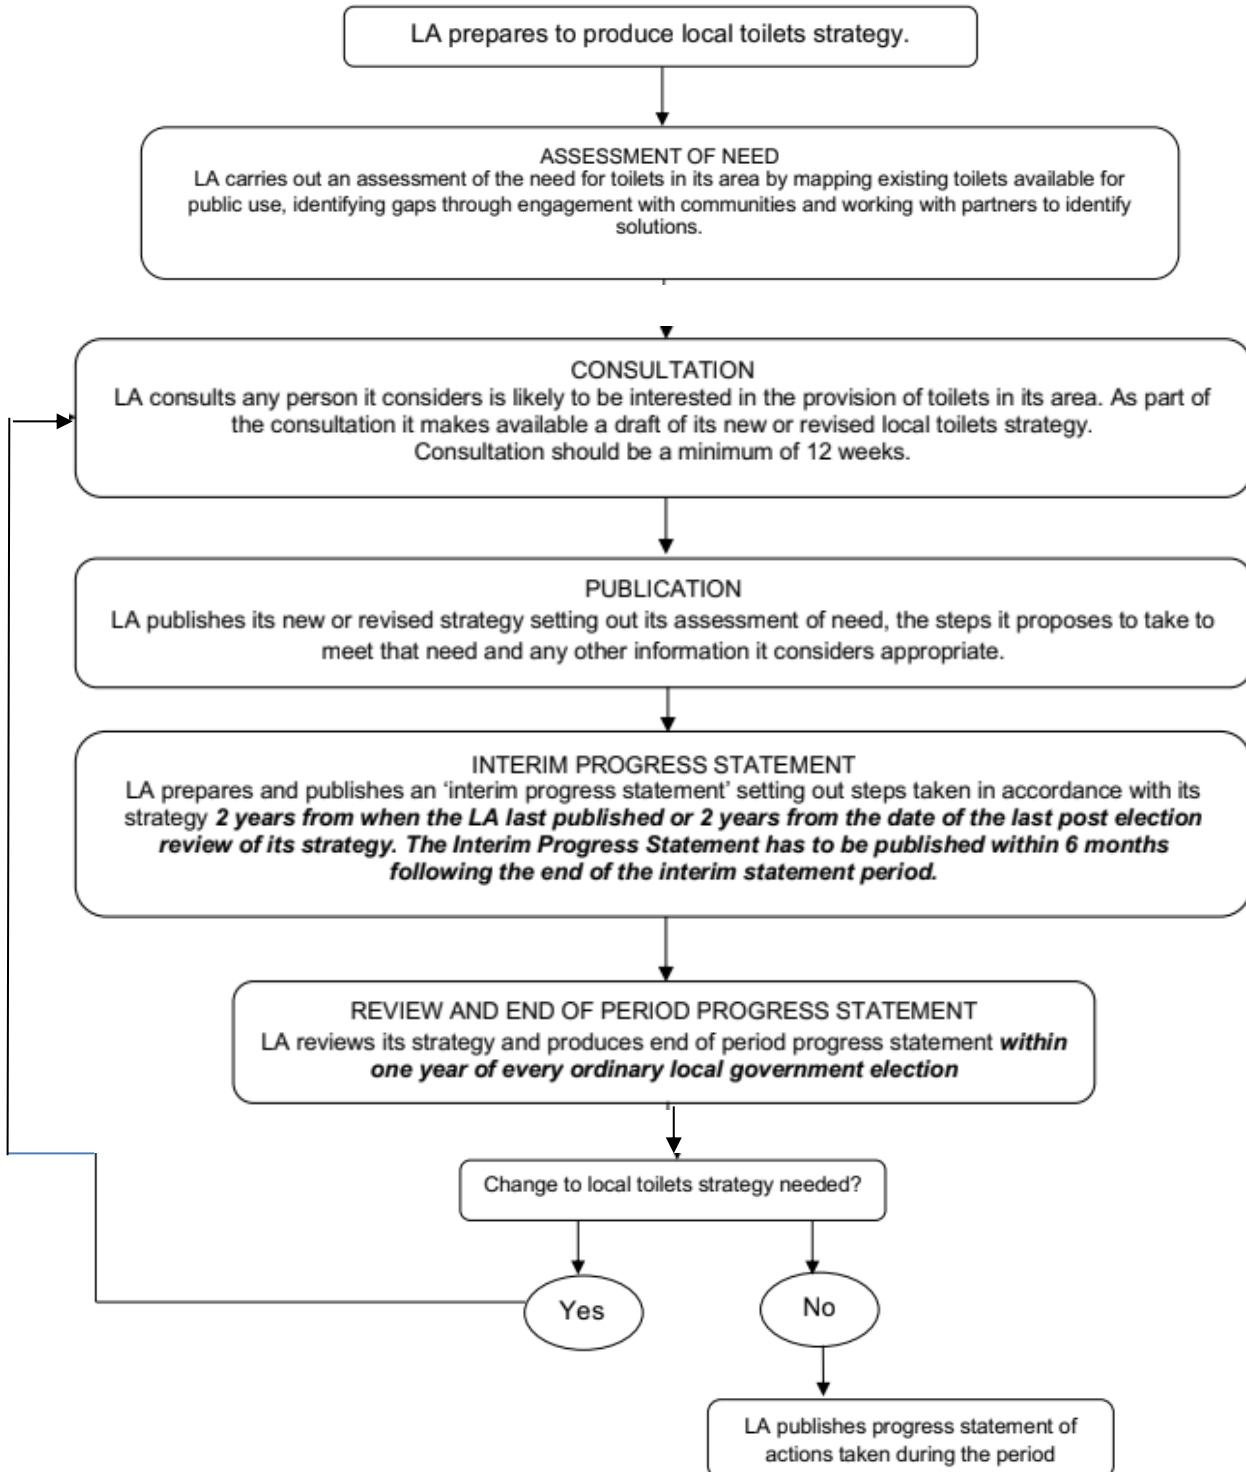 LA prepares to produce local toilets strategy.
ASSESSMENT OF NEED
LA carries out an assessment of the need for toilets in its area by mapping existing toilets available for
public use, identifying gaps through engagement with communities and working with partners to identify
solutions.
CONSULTATION
LA consults any person it considers is likely to be interested in the provision of toilets in its area. As part of
the consultation it makes available a draft of its new or revised local toilets strategy.
Consultation should be a minimum of 12 weeks.
PUBLICATION
LA publishes its new or revised strategy setting out its assessment of need, the steps it proposes to take to
meet that need and any other information it considers appropriate.
INTERIM PROGRESS STATEMENT
LA prepares and publishes an ‘interim progress statement’ setting out steps taken in accordance with its
strategy 2 years from when the LA last published or 2 years from the date of the last post election
review of its strategy. The Interim Progress Statement has to be published within 6 months
following the end of the interim statement period.
REVIEW AND END OF PERIOD PROGRESS STATEMENT
LA reviews its strategy and produces end of period progress statement within
one year of every ordinary local government election
Change to local toilets strategy needed?
Yes
No
LA publishes progress statement of
actions taken during the period